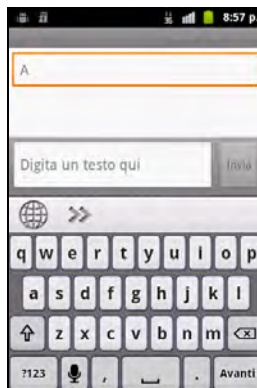 8:57 p
A
Digita un testo qui
Invia
q w e r t y u i o p
a s d f g h j k l
z x c v b n m
?123 , . Avanti